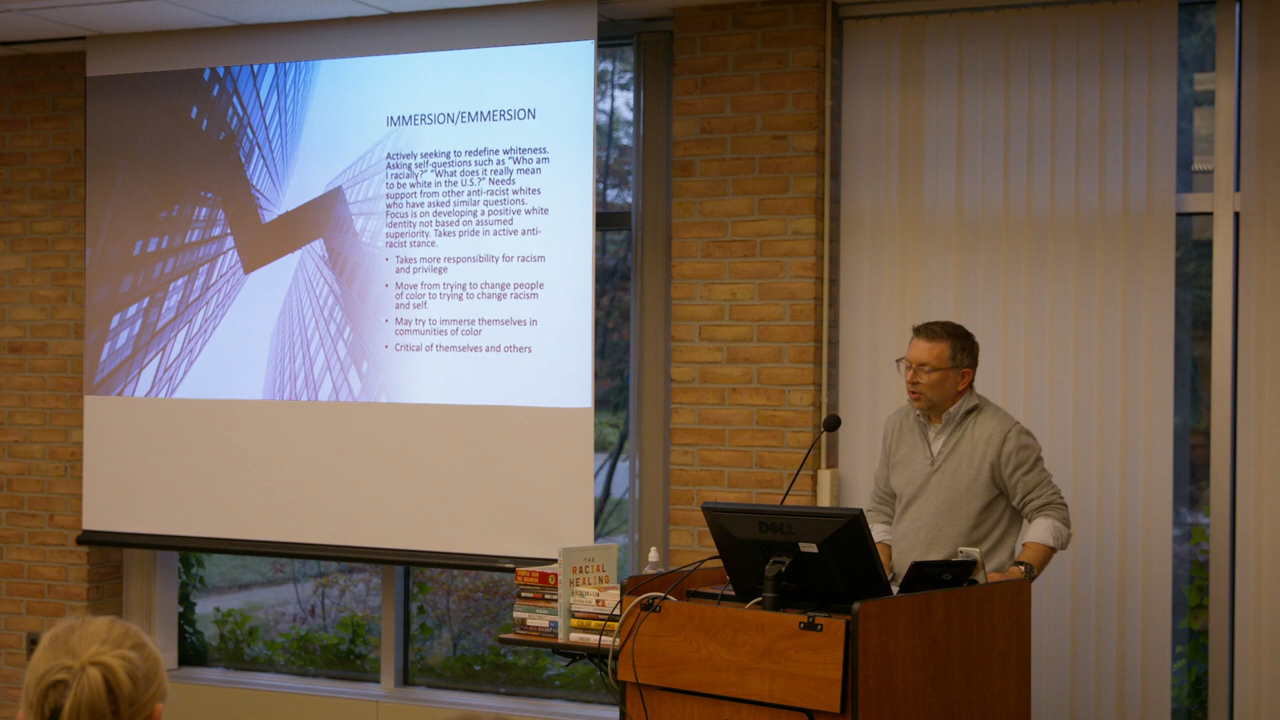 IMMERSION/EMMERSION
Actively seeking to redefine whiteness.
Asking self-questions such as “Who am
I racially?” “What does it really mean
to be white in the U.S.?” Needs
support from other anti-racist whites
who have asked similar questions.
Focus is on developing a positive white
identity not based on assumed
superiority. Takes pride in active anti-
racist stance.
• Takes more responsibility for racism
and privilege
• Move from trying to change people
of color to trying to change racism
and self.
• May try to immerse themselves in
communities of color
• Critical of themselves and others
DELL
THE
RACIAL
HEALING